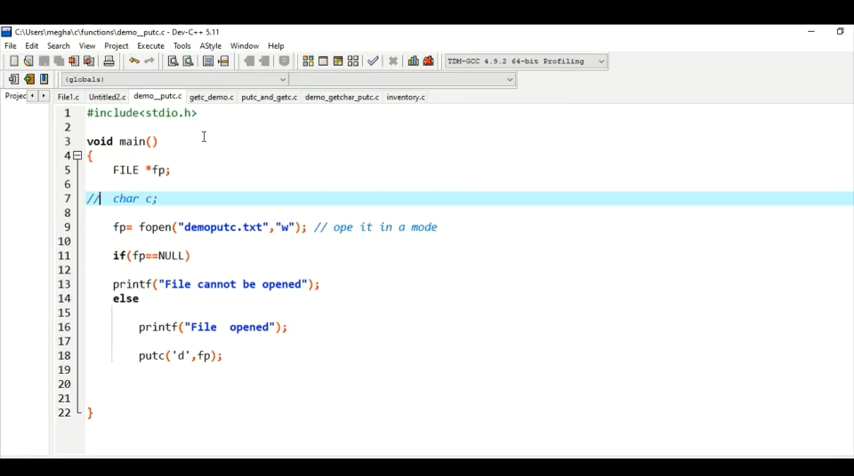 C:\Users\megha\c\functions\demo__putc.c - Dev-C++ 5.11
File Edit Search View Project Execute Tools AStyle Window Help
TDM-GCC 4.9.2 64-bit Profiling
(globals)
Projec File1.c Untitled2.c demo__putc.c getc_demo.c putc_and_getc.c demo_getchar_putc.c inventory.c
1 #include<stdio.h>
2
3 void main()
4 {
5 FILE *fp;
6
7 // char c;
8
9 fp= fopen("demoputc.txt","w"); // ope it in a mode
10
11 if(fp==NULL)
12
13 printf("File cannot be opened");
14 else
15
16 printf("File  opened");
17
18 putc('d',fp);
19
20
21
22 }